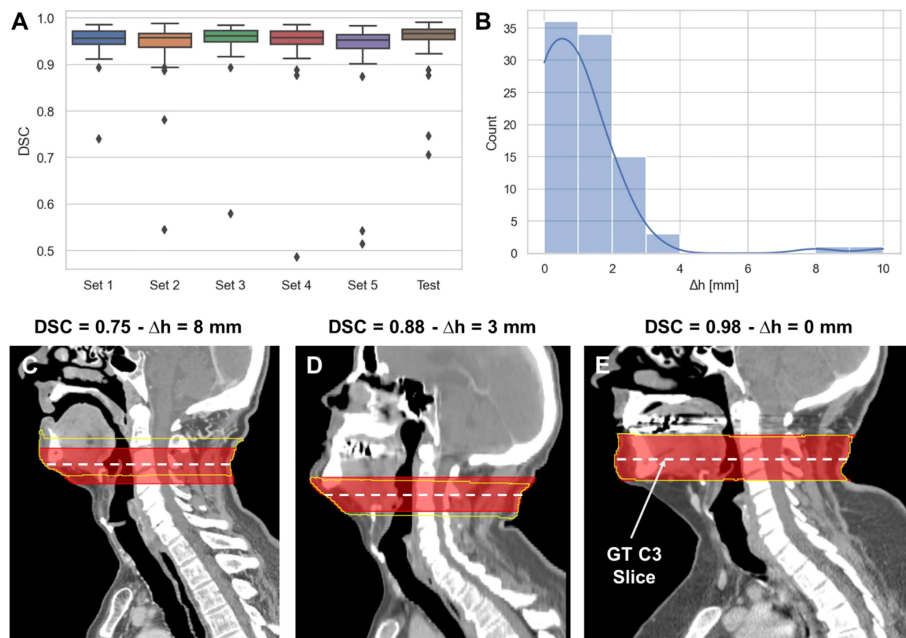 A
DSC
1.0
0.9
0.8
0.7
0.6
0.5
Set 1 Set 2 Set 3 Set 4 Set 5 Test
B
Count
35
30
25
20
15
10
5
0
0 2 4 6 8 10
Δh [mm]
DSC = 0.75 - Δh = 8 mm
DSC = 0.88 - Δh = 3 mm
DSC = 0.98 - Δh = 0 mm
C
D
E
GT C3
Slice